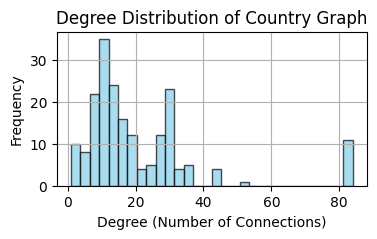 Degree Distribution of Country Graph
Frequency
30
20
10
0
0 20 40 60 80
Degree (Number of Connections)